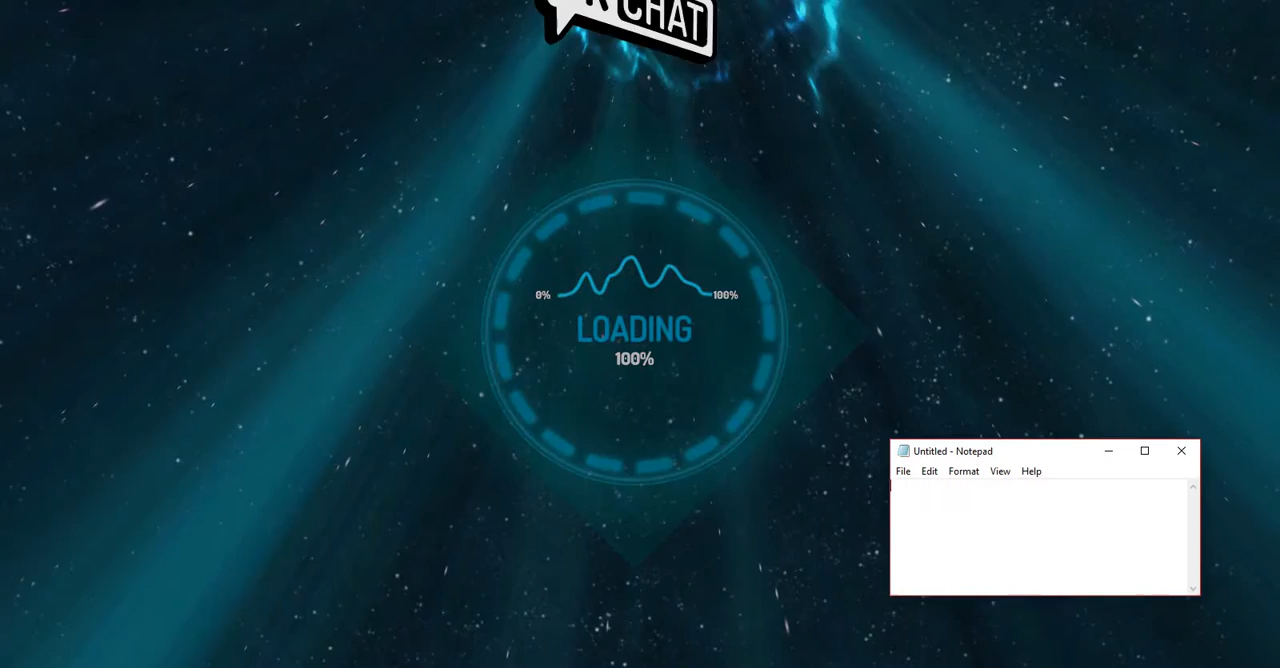 CHAT
0%
100%
LOADING
100%
Untitled - Notepad
File Edit Format View Help